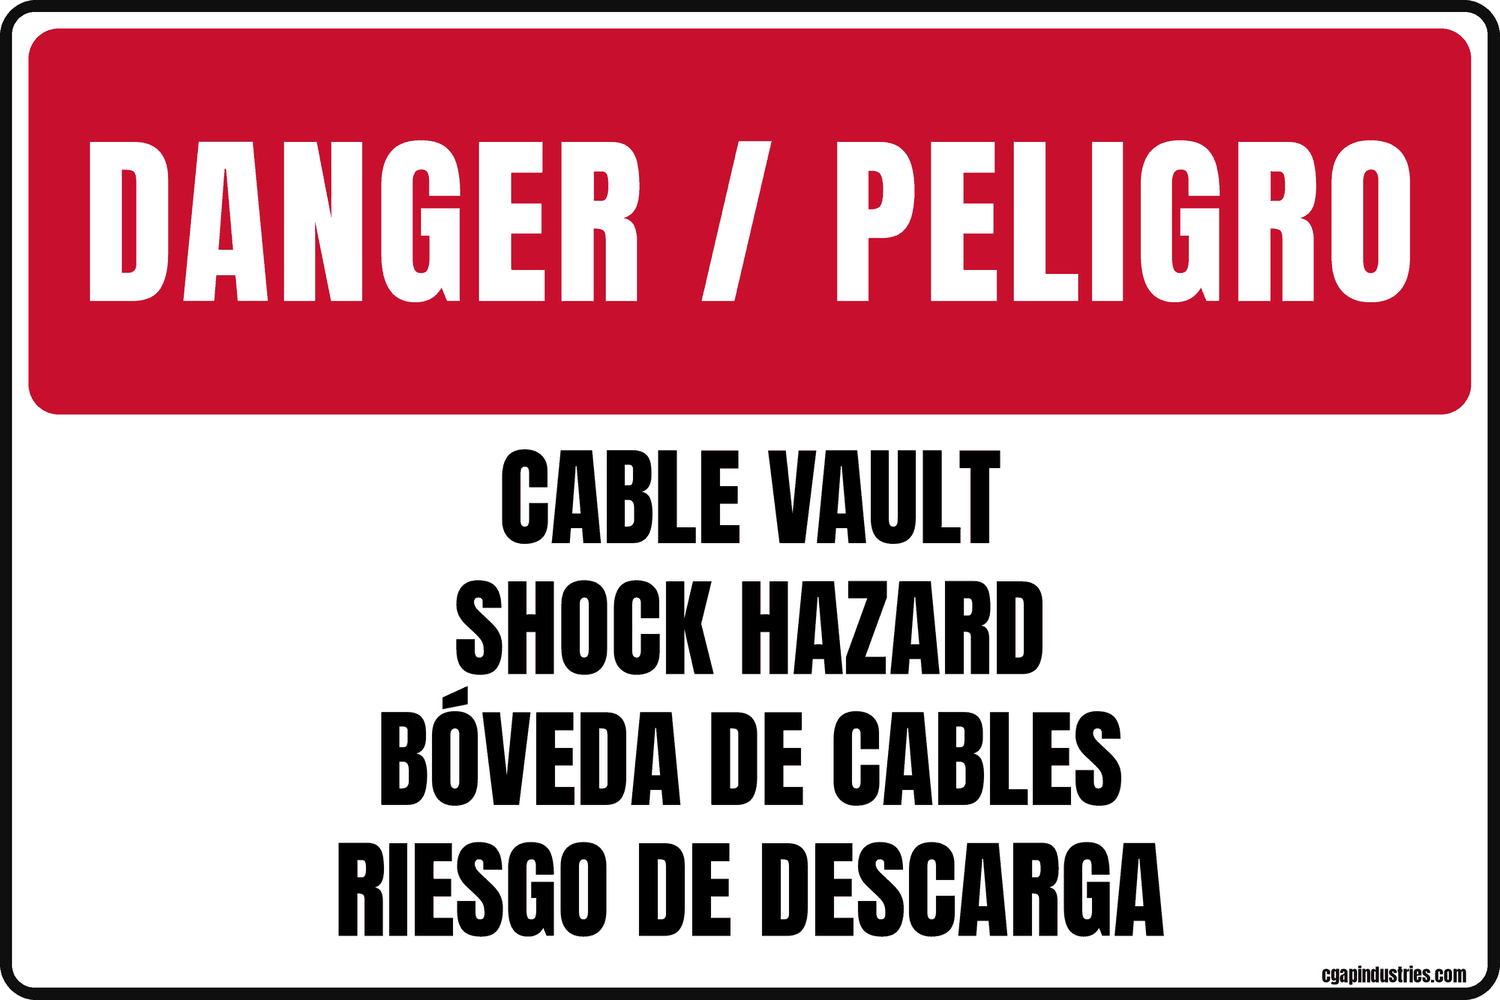 DANGER / PELIGRO
CABLE VAULT
SHOCK HAZARD
BÓVEDA DE CABLES
RIESGO DE DESCARGA
cgapindustries.com